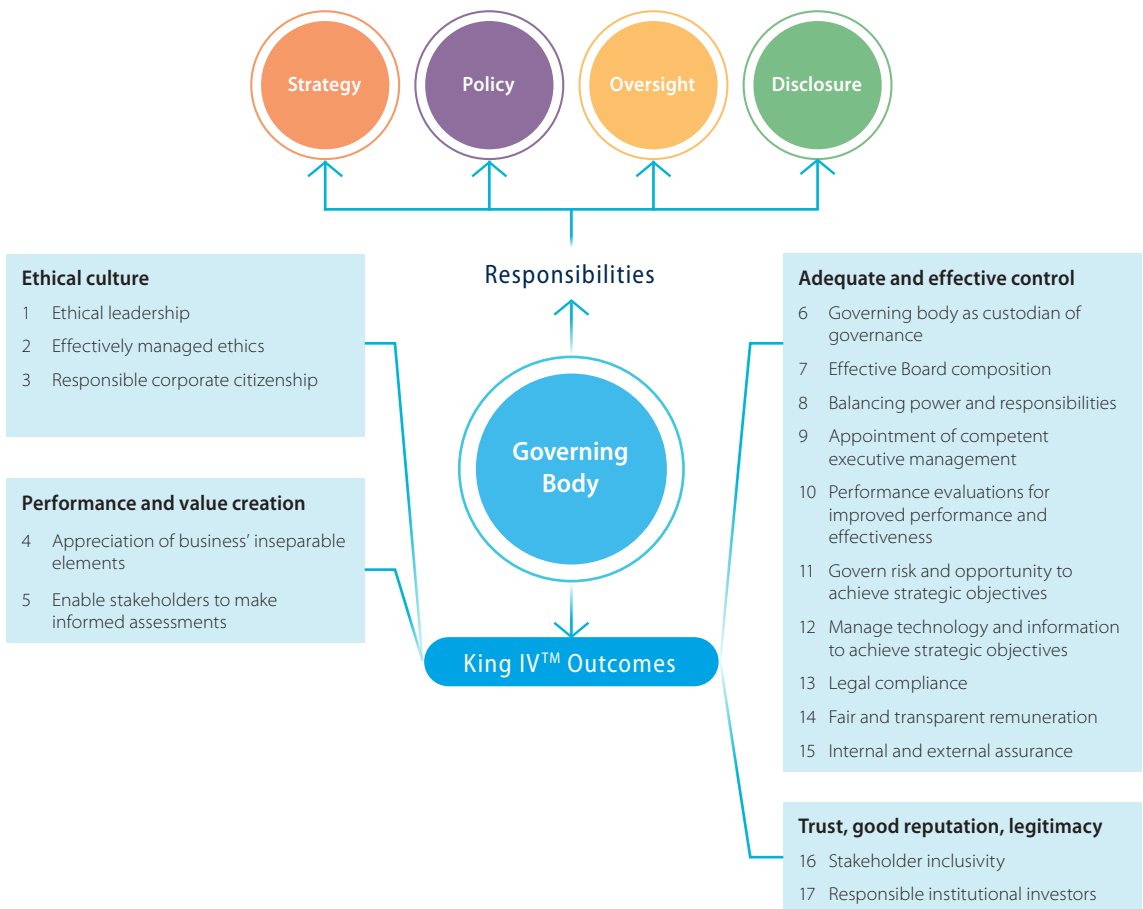 Strategy
Policy
Oversight
Disclosure
Responsibilities
Ethical culture
1 Ethical leadership
2 Effectively managed ethics
3 Responsible corporate citizenship
Performance and value creation
4 Appreciation of business’ inseparable
elements
5 Enable stakeholders to make
informed assessments
Governing
Body
King IV™ Outcomes
Adequate and effective control
6 Governing body as custodian of
governance
7 Effective Board composition
8 Balancing power and responsibilities
9 Appointment of competent
executive management
10 Performance evaluations for
improved performance and
effectiveness
11 Govern risk and opportunity to
achieve strategic objectives
12 Manage technology and information
to achieve strategic objectives
13 Legal compliance
14 Fair and transparent remuneration
15 Internal and external assurance
Trust, good reputation, legitimacy
16 Stakeholder inclusivity
17 Responsible institutional investors